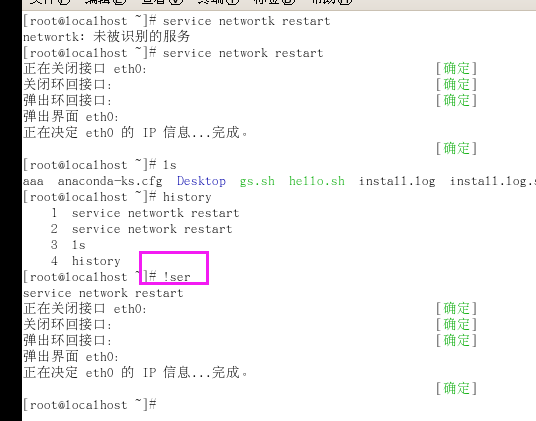 [root@localhost ~]# service networtk restart
networtk: 未被识别的服务
[root@localhost ~]# service network restart
正在关闭接口 eth0: [确定]
关闭环回接口: [确定]
弹出环回接口: [确定]
弹出界面 eth0:
正在决定 eth0 的 IP 信息...完成。
[确定]
[root@localhost ~]# ls
aaa anaconda-ks.cfg Desktop gs.sh hello.sh install.log install.log.s
[root@localhost ~]# history
1 service networtk restart
2 service network restart
3 ls
4 history
[root@localhost ~]# !ser
service network restart
正在关闭接口 eth0: [确定]
关闭环回接口: [确定]
弹出环回接口: [确定]
弹出界面 eth0:
正在决定 eth0 的 IP 信息...完成。
[确定]
[root@localhost ~]#